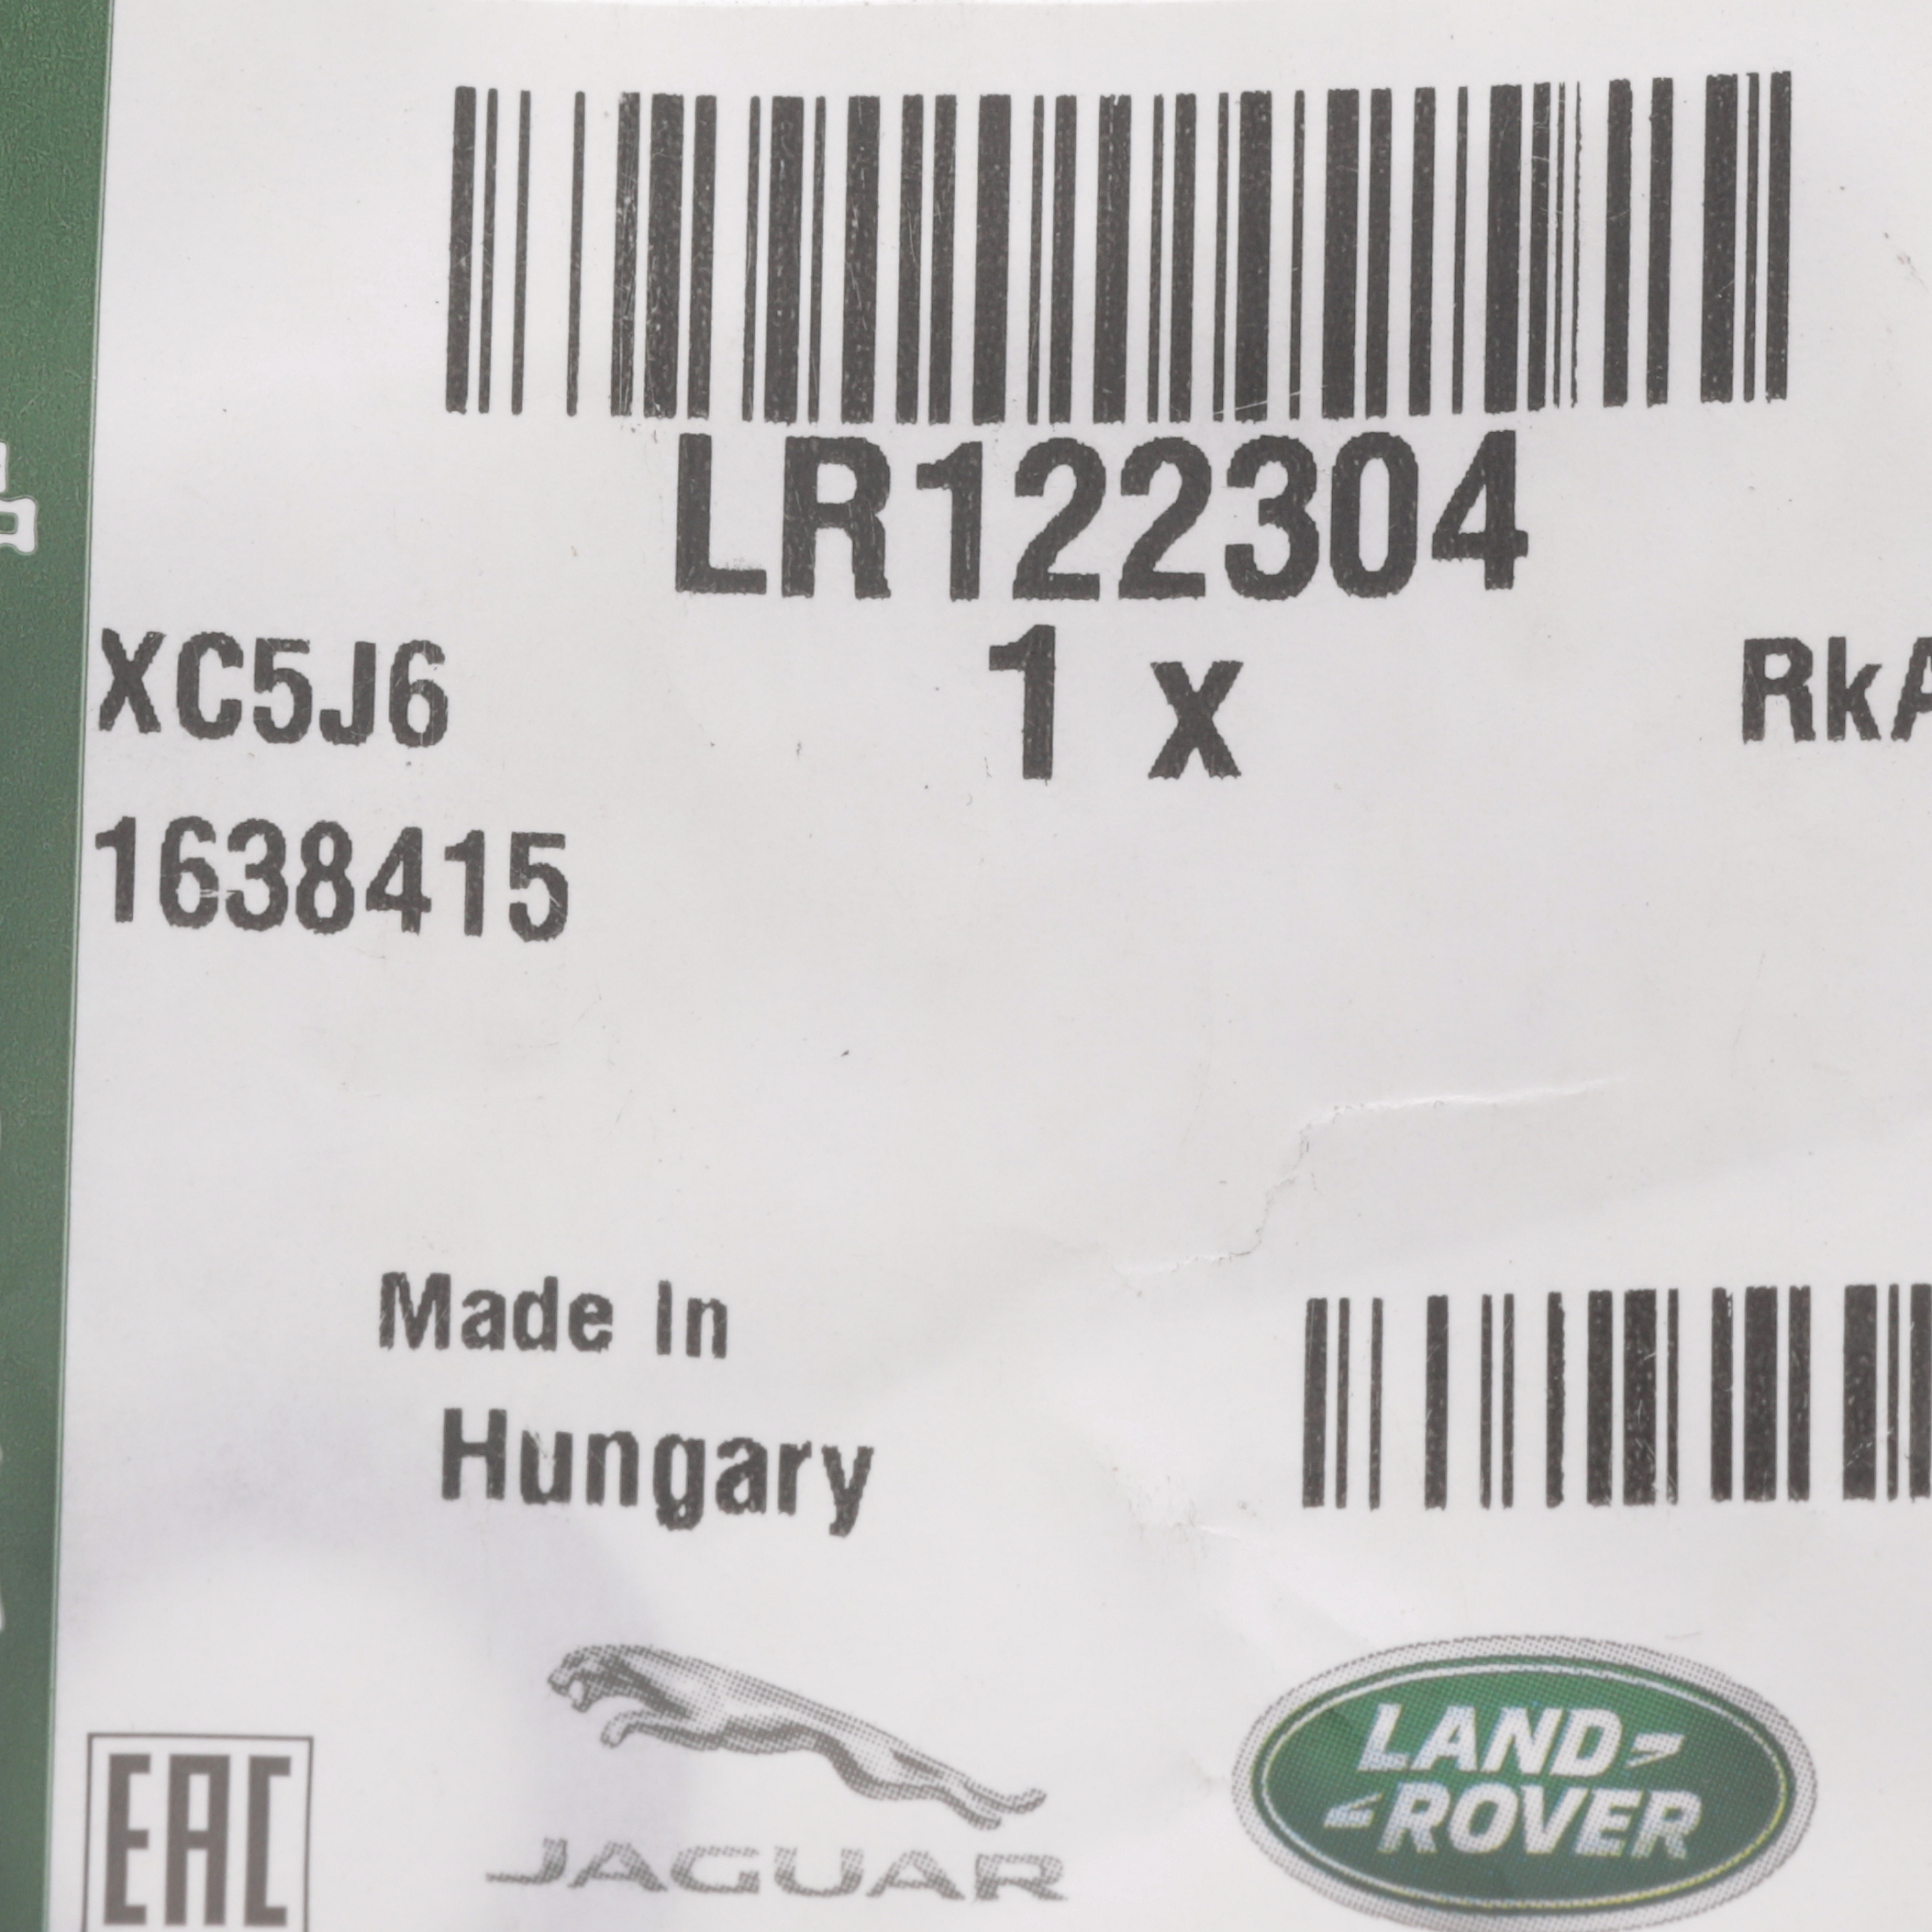 LR122304
XC5J6 1 x RkA
1638415
Made In
Hungary
EAC
JAGUAR
LAND
ROVER